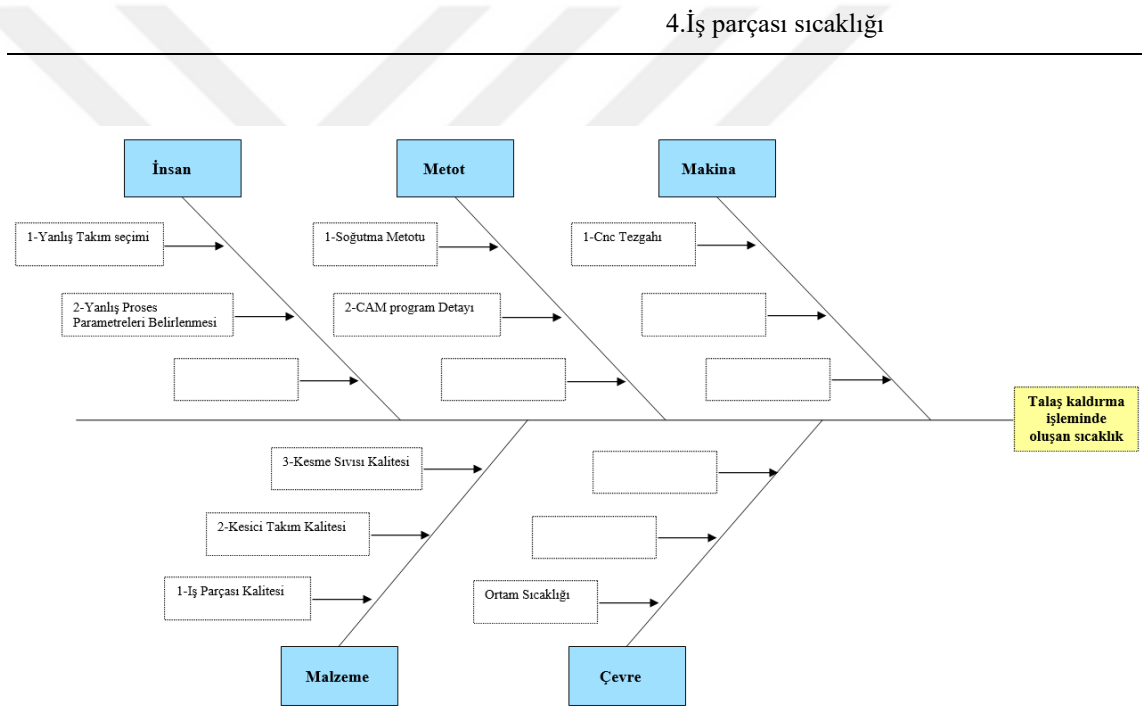 4.İş parçası sıcaklığı
İnsan
Metot
Makina
1-Yanlış Takım seçimi
1-Soğutma Metotu
1-Cnc Tezgahı
2-Yanlış Proses
Parametreleri Belirlenmesi
2-CAM program Detayı
Talaş kaldırma
işleminde
oluşan sıcaklık
3-Kesme Sıvısı Kalitesi
2-Kesici Takım Kalitesi
1-Iş Parçası Kalitesi
Ortam Sıcaklığı
Malzeme
Çevre